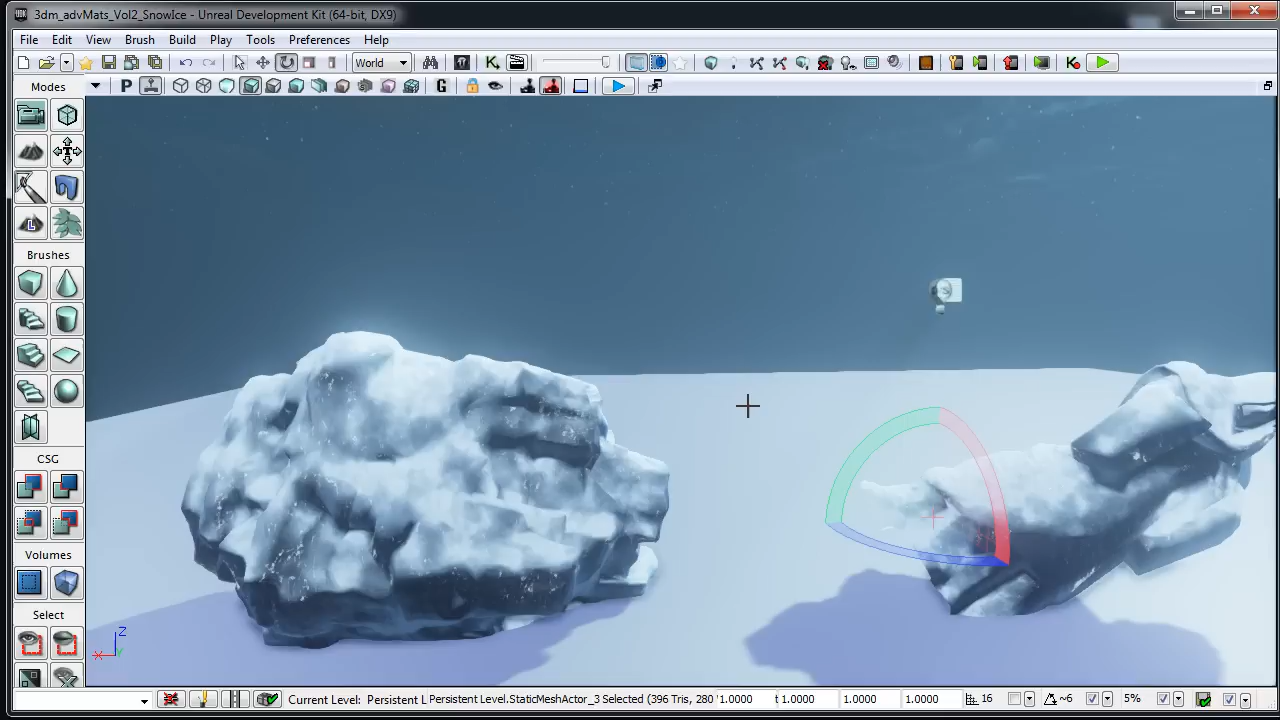 3dm_advMats_Vol2_SnowIce - Unreal Development Kit (64-bit, DX9)
File Edit View Brush Build Play Tools Preferences Help
World
Modes
P G
L
Brushes
CSG
Volumes
Select
Z
X
Y
Current Level: Persistent L Persistent Level.StaticMeshActor_3 Selected (396 Tris, 280 1.0000 1.0000 1.0000 1.0000 16 ~6 5%